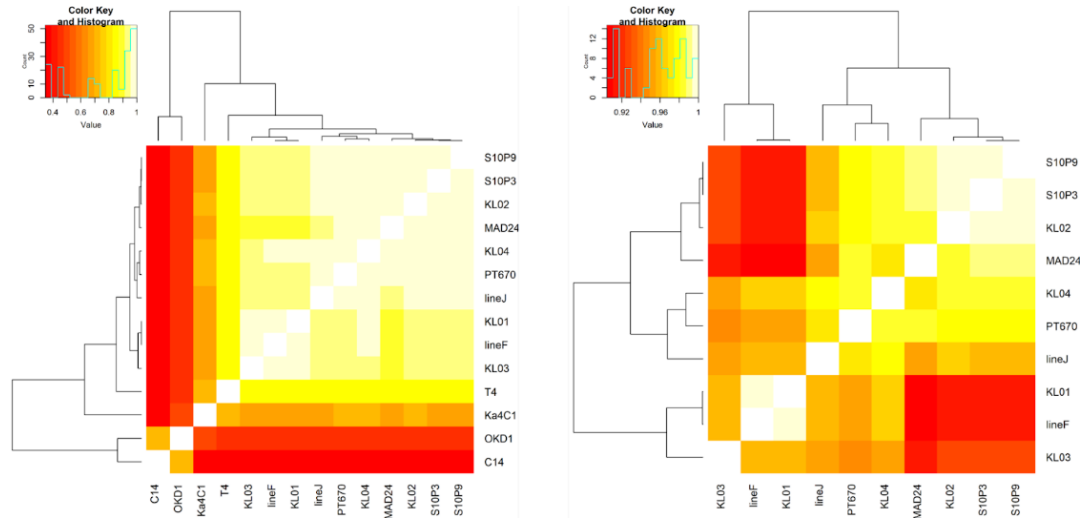 Color Key
and Histogram
Count
0 10 30 50
0.4 0.6 0.8 1
Value
S10P9
S10P3
KL02
MAD24
KL04
PT670
lineJ
KL01
lineF
KL03
T4
Ka4C1
OKD1
C14
C14 OKD1 Ka4C1 T4 KL03 lineF KL01 lineJ PT670 KL04 MAD24 KL02 S10P3 S10P9
Color Key
and Histogram
Count
0 4 8 12
0.92 0.96 1
Value
S10P9
S10P3
KL02
MAD24
KL04
PT670
lineJ
KL01
lineF
KL03
KL03 lineF KL01 lineJ PT670 KL04 MAD24 KL02 S10P3 S10P9